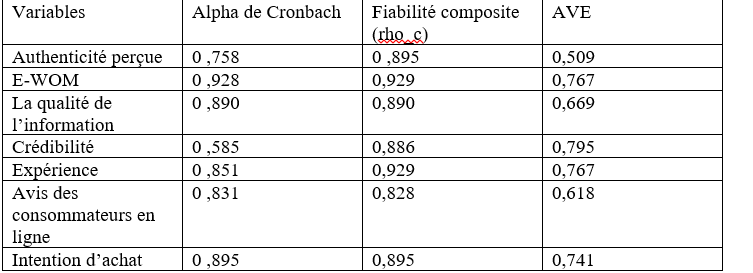 Variables Alpha de Cronbach Fiabilité composite AVE
(rho_c)
Authenticité perçue 0 ,758 0 ,895 0,509
E-WOM 0 ,928 0,929 0,767
La qualité de 0 ,890 0,890 0,669
l’information
Crédibilité 0 ,585 0,886 0,795
Expérience 0 ,851 0,929 0,767
Avis des 0 ,831 0,828 0,618
consommateurs en
ligne
Intention d’achat 0 ,895 0,895 0,741